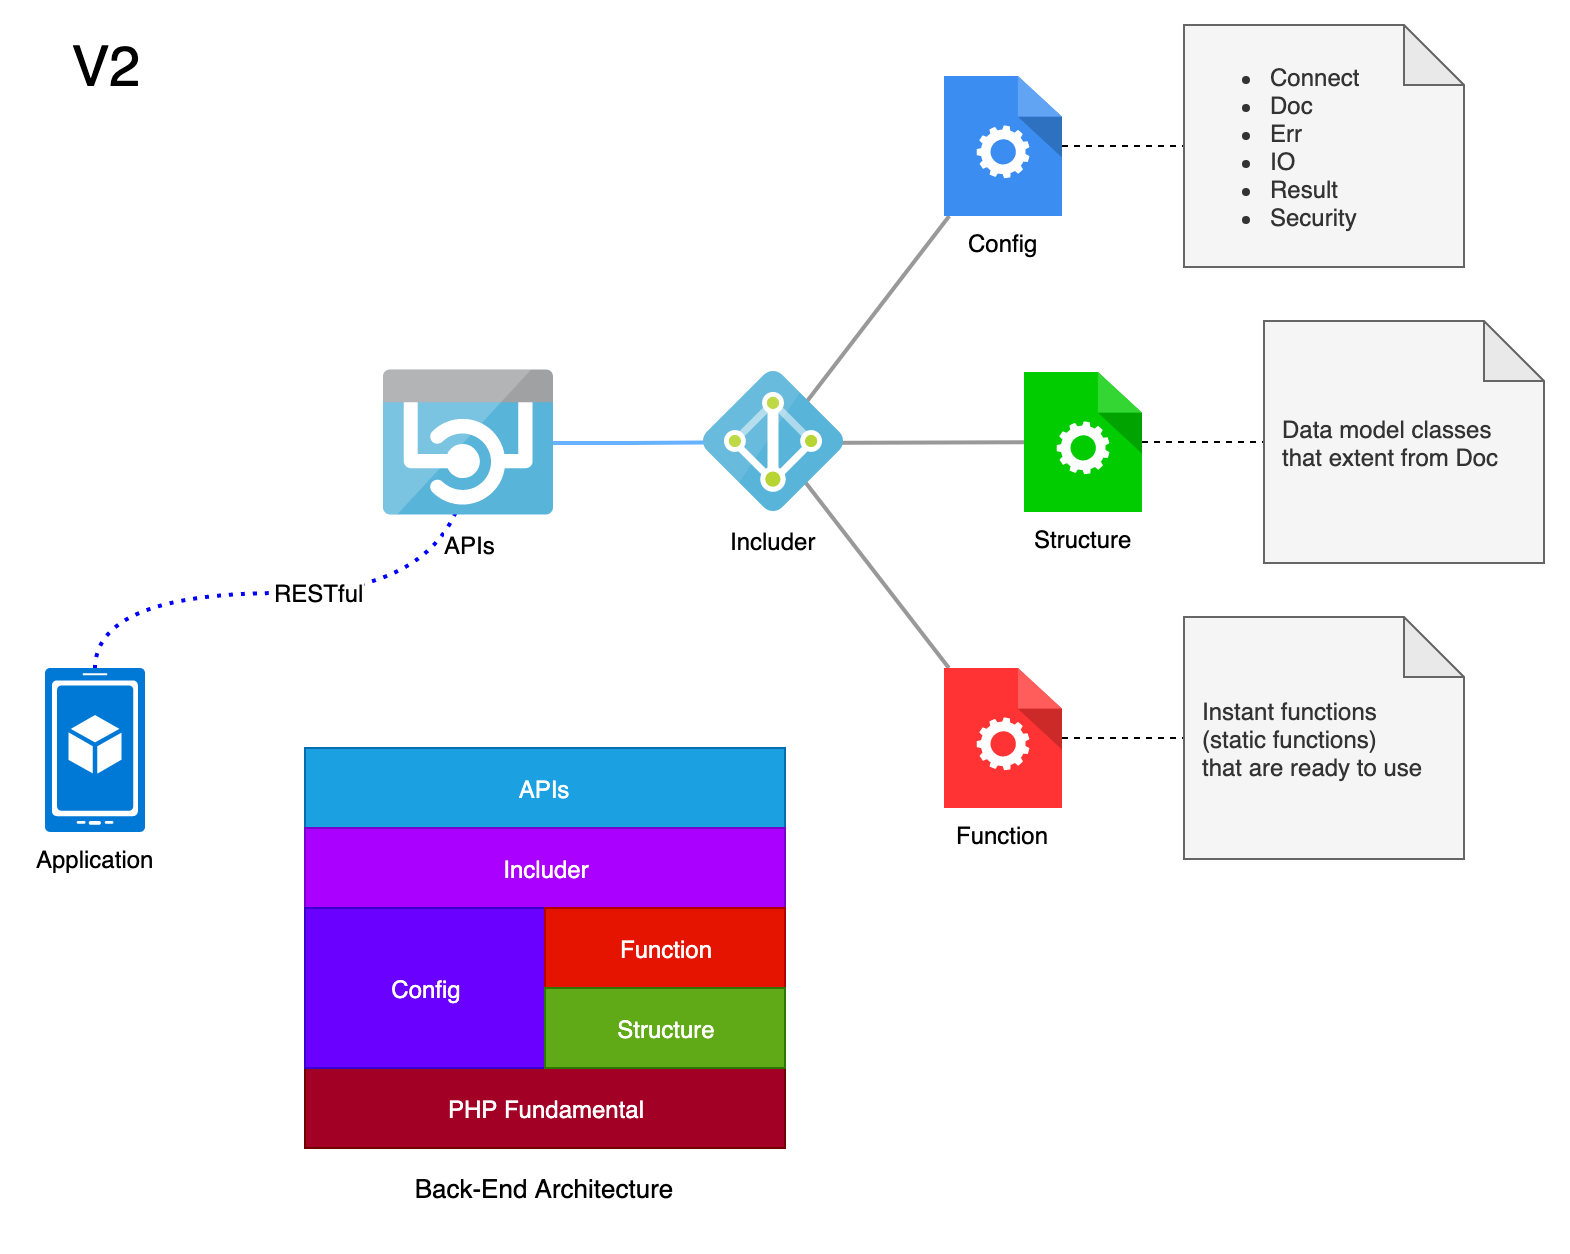 V2
Connect
Doc
Err
IO
Result
Security
Config
Data model classes
that extent from Doc
Structure
APIs
Includer
RESTful
Instant functions
(static functions)
that are ready to use
Function
Application
APIs
Includer
Config
Function
Structure
PHP Fundamental
Back-End Architecture